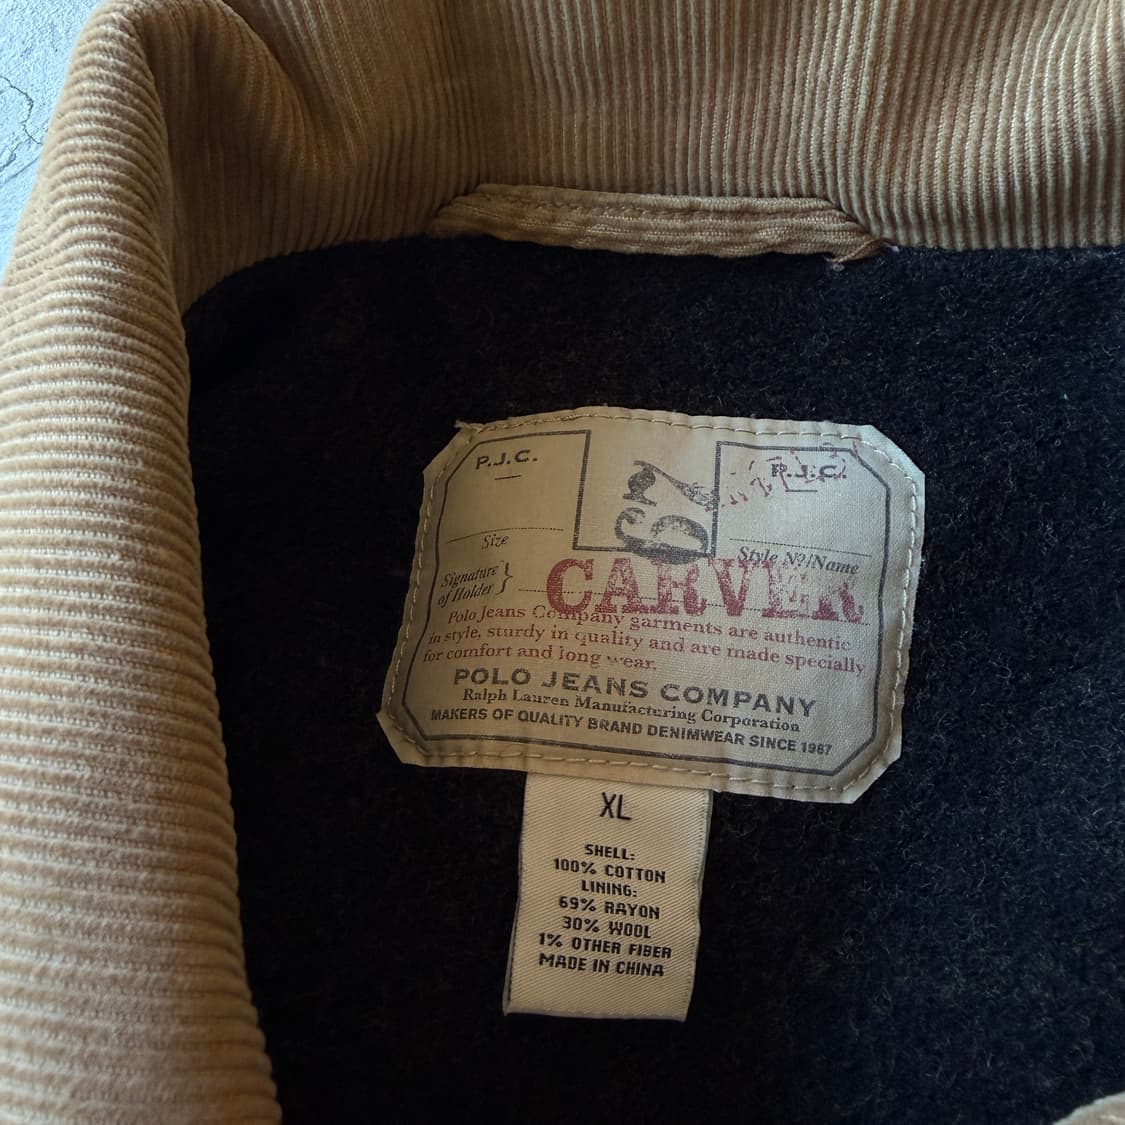 P.J.C.
P.J.C.
67
Size
Style Nº/Name
Signature
of Holder }
CARVER
Polo Jeans Company garments are authentic
in style, sturdy in quality and are made specially
for comfort and long wear.
POLO JEANS COMPANY
Ralph Lauren Manufacturing Corporation
MAKERS OF QUALITY BRAND DENIMWEAR SINCE 1967
XL
SHELL:
100% COTTON
LINING:
69% RAYON
30% WOOL
1% OTHER FIBER
MADE IN CHINA